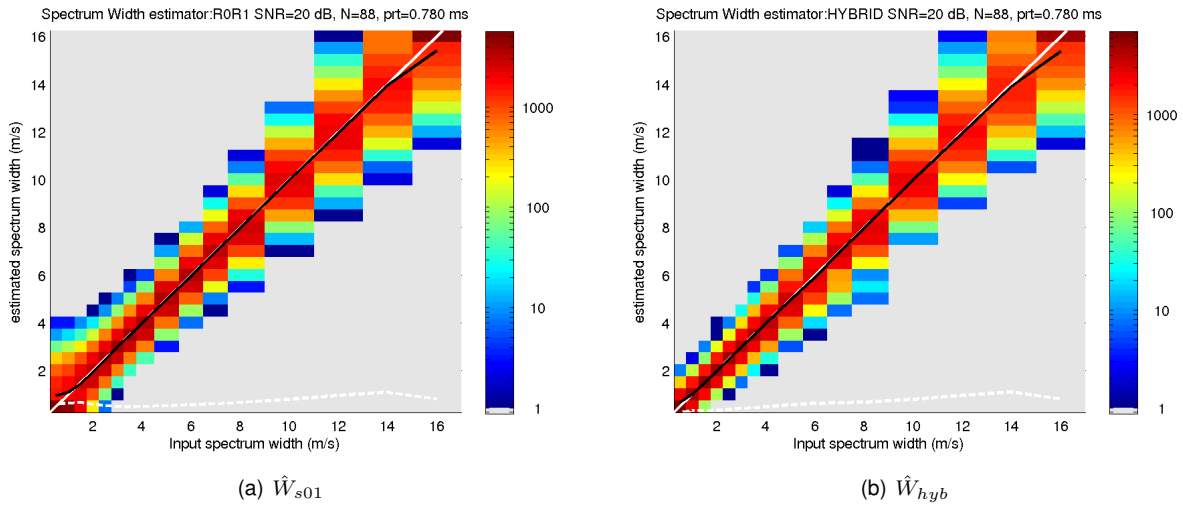 Spectrum Width estimator:R0R1 SNR=20 dB, N=88, prt=0.780 ms
estimated spectrum width (m/s)
16
14
12
10
8
6
4
2
2 4 6 8 10 12 14 16
Input spectrum width (m/s)
1000
100
10
1
(a) Ŵ_{s01}
Spectrum Width estimator:HYBRID SNR=20 dB, N=88, prt=0.780 ms
estimated spectrum width (m/s)
16
14
12
10
8
6
4
2
2 4 6 8 10 12 14 16
Input spectrum width (m/s)
1000
100
10
1
(b) Ŵ_{hyb}